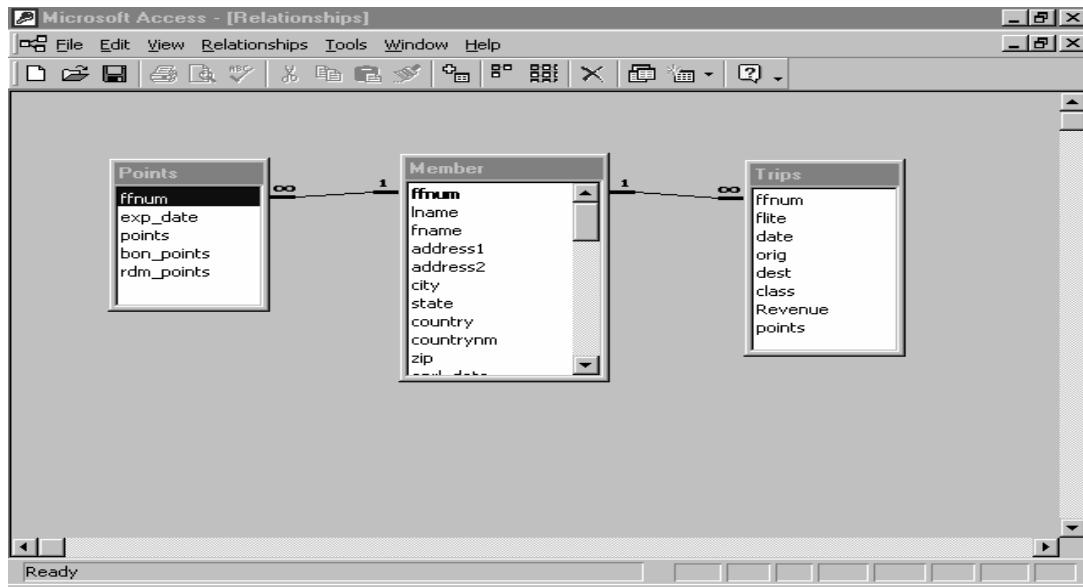 Microsoft Access - [Relationships]
File Edit View Relationships Tools Window Help
Points
ffnum
exp_date
points
bon_points
rdm_points
∞ 1
Member
ffnum
lname
fname
address1
address2
city
state
country
countrynm
zip
1 ∞
Trips
ffnum
flite
date
orig
dest
class
Revenue
points
Ready